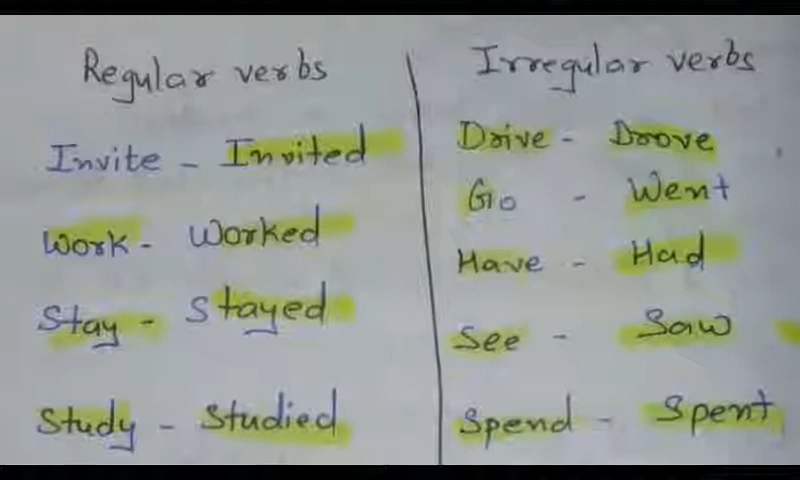 Regular verbs
Invite - Invited
Work - Worked
Stay - Stayed
Study - Studied
Irregular verbs
Drive - Drove
Go - Went
Have - Had
See - Saw
Spend - Spent